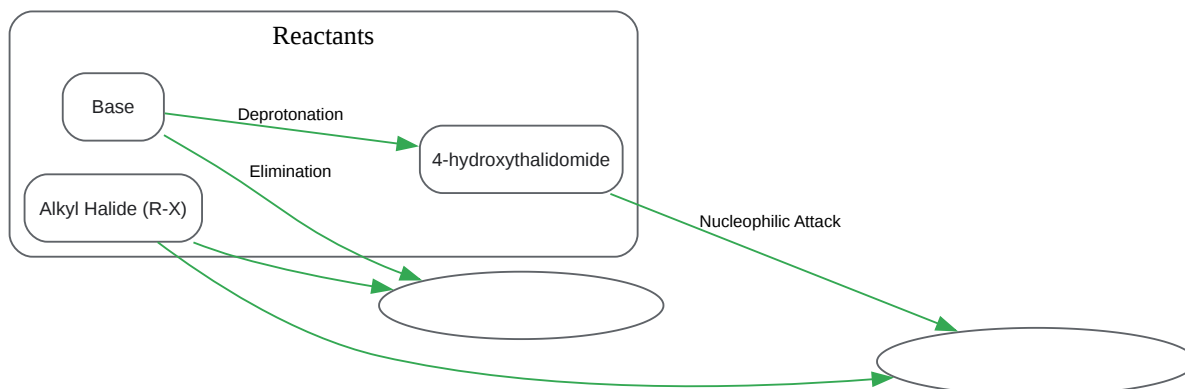 Reactants
Base
Deprotonation
4-hydroxythalidomide
Elimination
Alkyl Halide (R-X)
Nucleophilic Attack